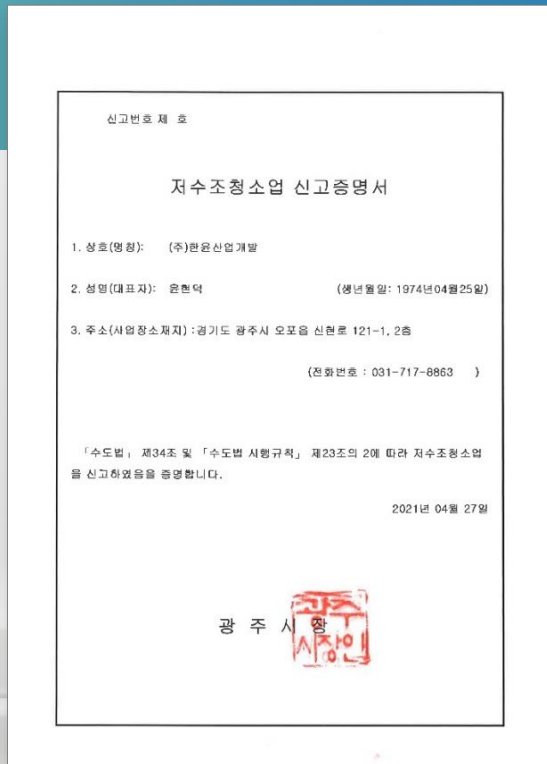 신고번호 제 호
저수조청소업 신고증명서
1. 상호(명칭): (주)한윤산업개발
2. 성명(대표자): 윤현덕 (생년월일: 1974년04월25일)
3. 주소(사업장소재지) :경기도 광주시 오포읍 신현로 121-1, 2층
(전화번호 : 031-717-8863 )
「수도법」 제34조 및 「수도법 시행규칙」 제23조의 2에 따라 저수조청소업
을 신고하였음을 증명합니다.
2021년 04월 27일
광 주 시 장
광주
시장인